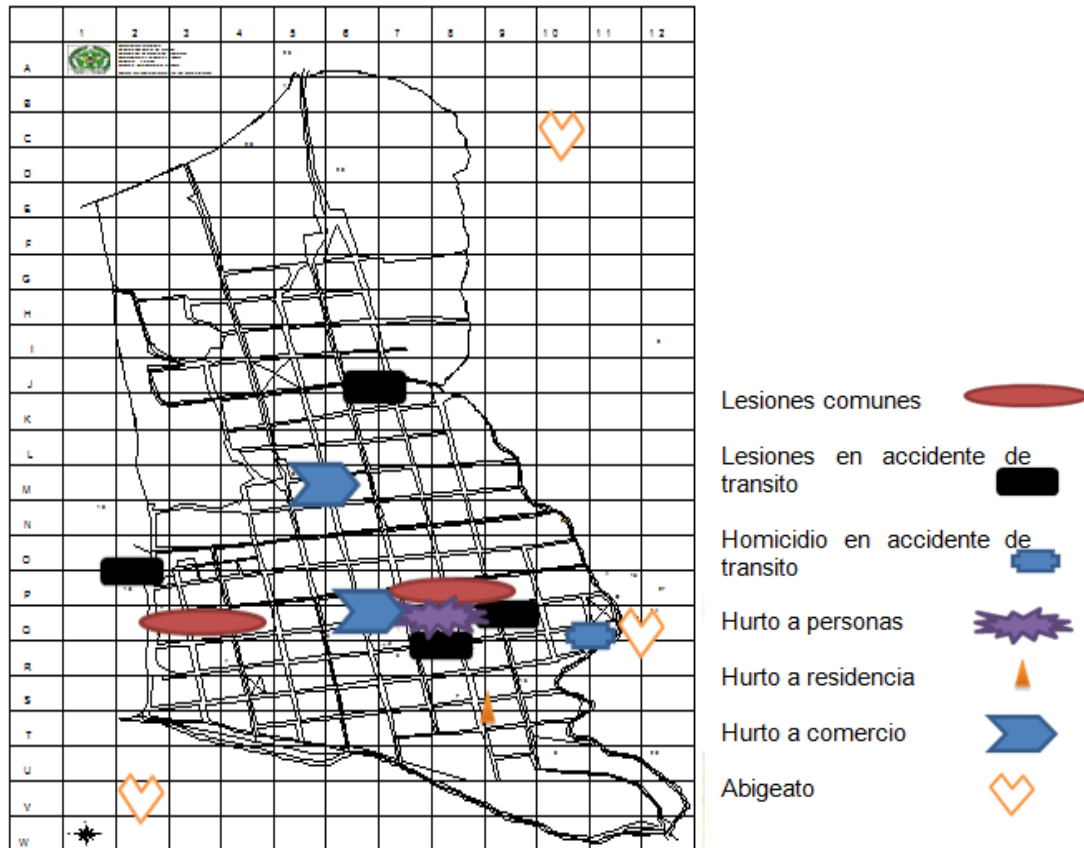 1 2 3 4 5 6 7 8 9 10 11 12
A
B
C
D
E
F
G
H
I
J
K
L
M
N
O
P
Q
R
S
T
U
V
W
Lesiones comunes
Lesiones en accidente de
transito
Homicidio en accidente de
transito
Hurto a personas
Hurto a residencia
Hurto a comercio
Abigeato